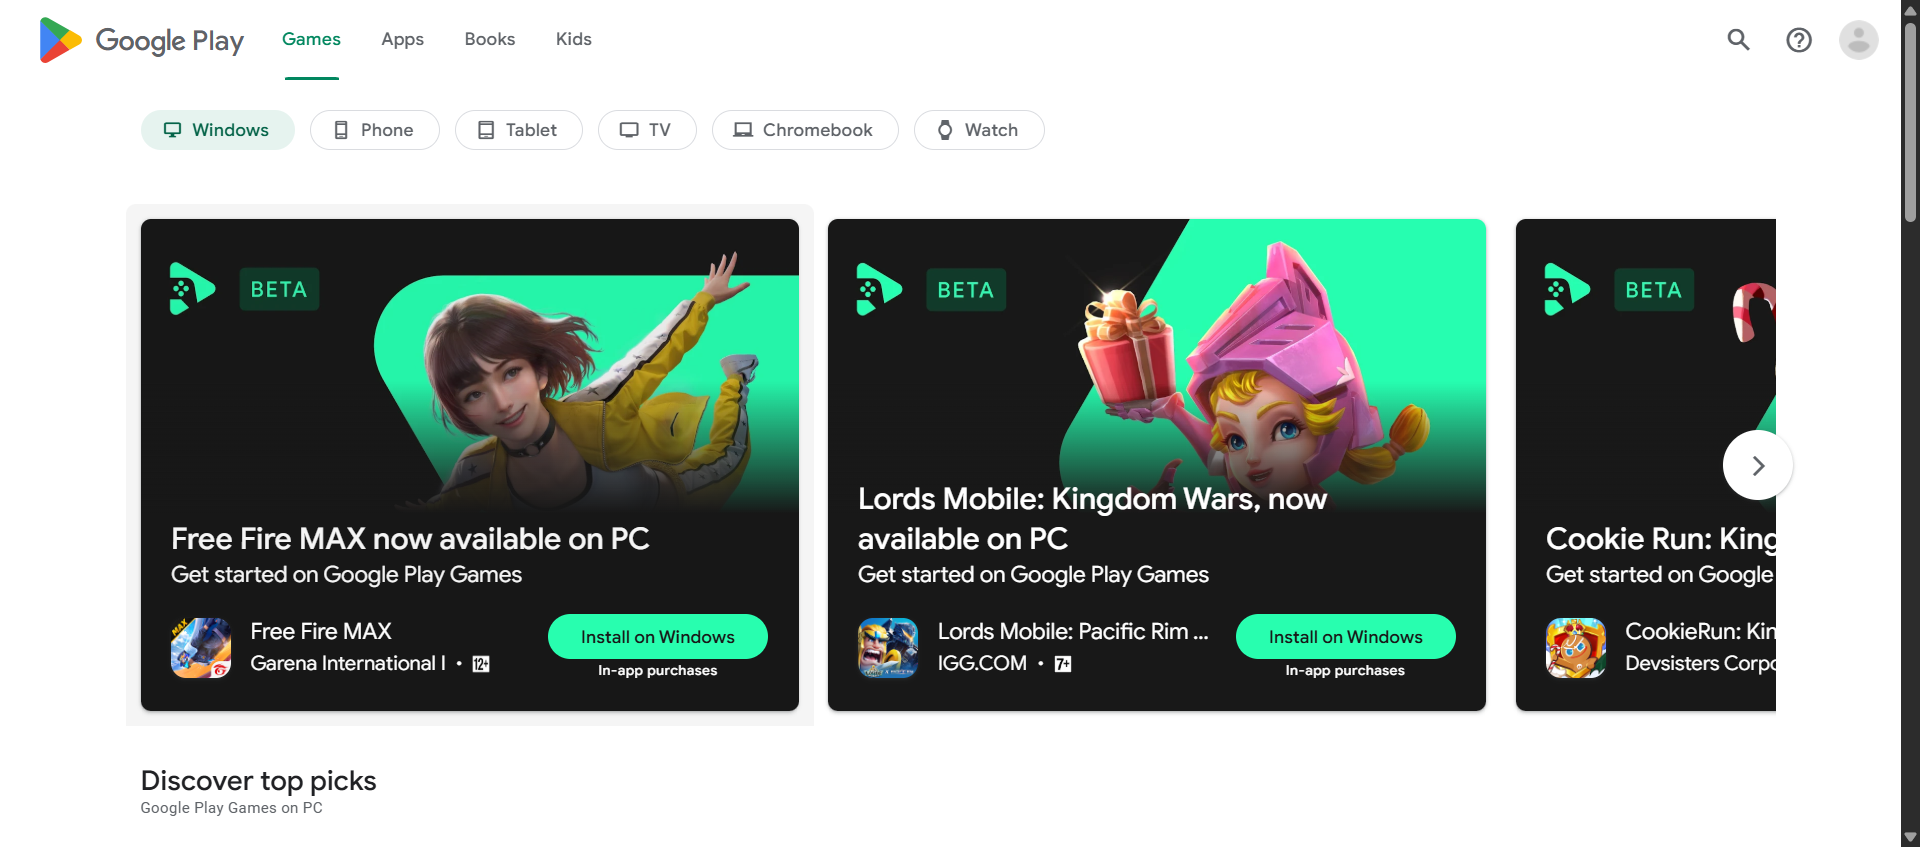 Google Play
Games
Apps
Books
Kids
Windows
Phone
Tablet
TV
Chromebook
Watch
BETA
Free Fire MAX now available on PC
Get started on Google Play Games
MAX
Free Fire MAX
Garena International I • 12+
Install on Windows
In-app purchases
BETA
Lords Mobile: Kingdom Wars, now
available on PC
Get started on Google Play Games
Lords Mobile: Pacific Rim ...
IGG.COM • 7+
Install on Windows
In-app purchases
BETA
Cookie Run: King
Get started on Google
CookieRun: Kin
Devsisters Corpo
Discover top picks
Google Play Games on PC